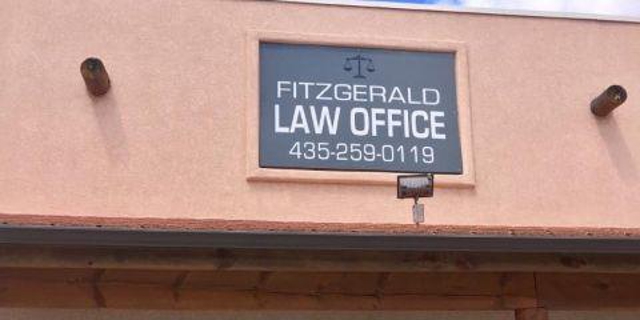 FITZGERALD
LAW OFFICE
435-259-0119